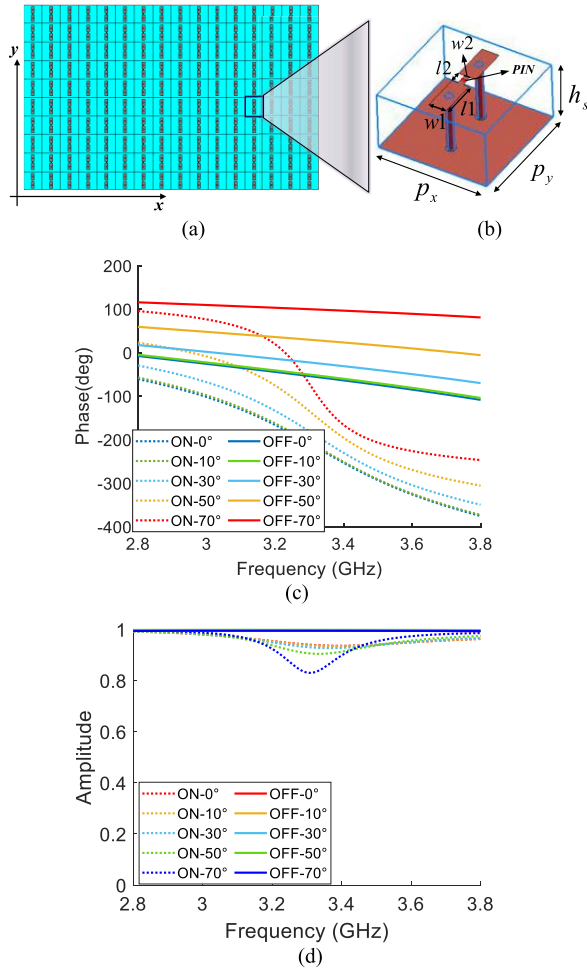 y
x
(a)
w2
l2
PIN
l1
w1
h_s
p_x
p_y
(b)
200
100
0
-100
-200
-300
-400
Phase(deg)
ON-0° OFF-0°
ON-10° OFF-10°
ON-30° OFF-30°
ON-50° OFF-50°
ON-70° OFF-70°
2.8 3 3.2 3.4 3.6 3.8
Frequency (GHz)
(c)
1
0.8
0.6
0.4
0.2
0
Amplitude
ON-0° OFF-0°
ON-10° OFF-10°
ON-30° OFF-30°
ON-50° OFF-50°
ON-70° OFF-70°
2.8 3 3.2 3.4 3.6 3.8
Frequency (GHz)
(d)